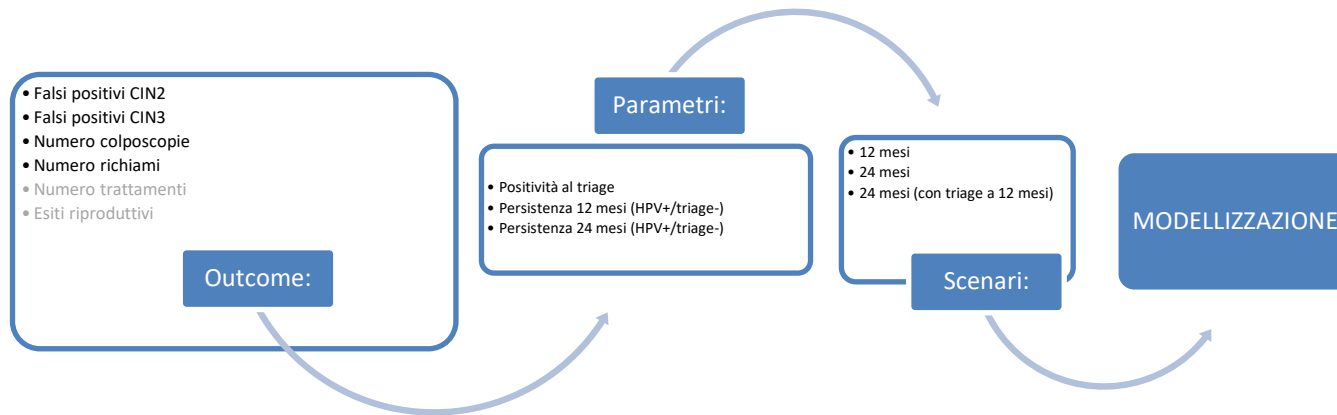 • Falsi positivi CIN2
• Falsi positivi CIN3
• Numero colposcopie
• Numero richiami
• Numero trattamenti
• Esiti riproduttivi
Outcome:
Parametri:
• Positività al triage
• Persistenza 12 mesi (HPV+/triage-)
• Persistenza 24 mesi (HPV+/triage-)
• 12 mesi
• 24 mesi
• 24 mesi (con triage a 12 mesi)
Scenari:
MODELLIZZAZIONE